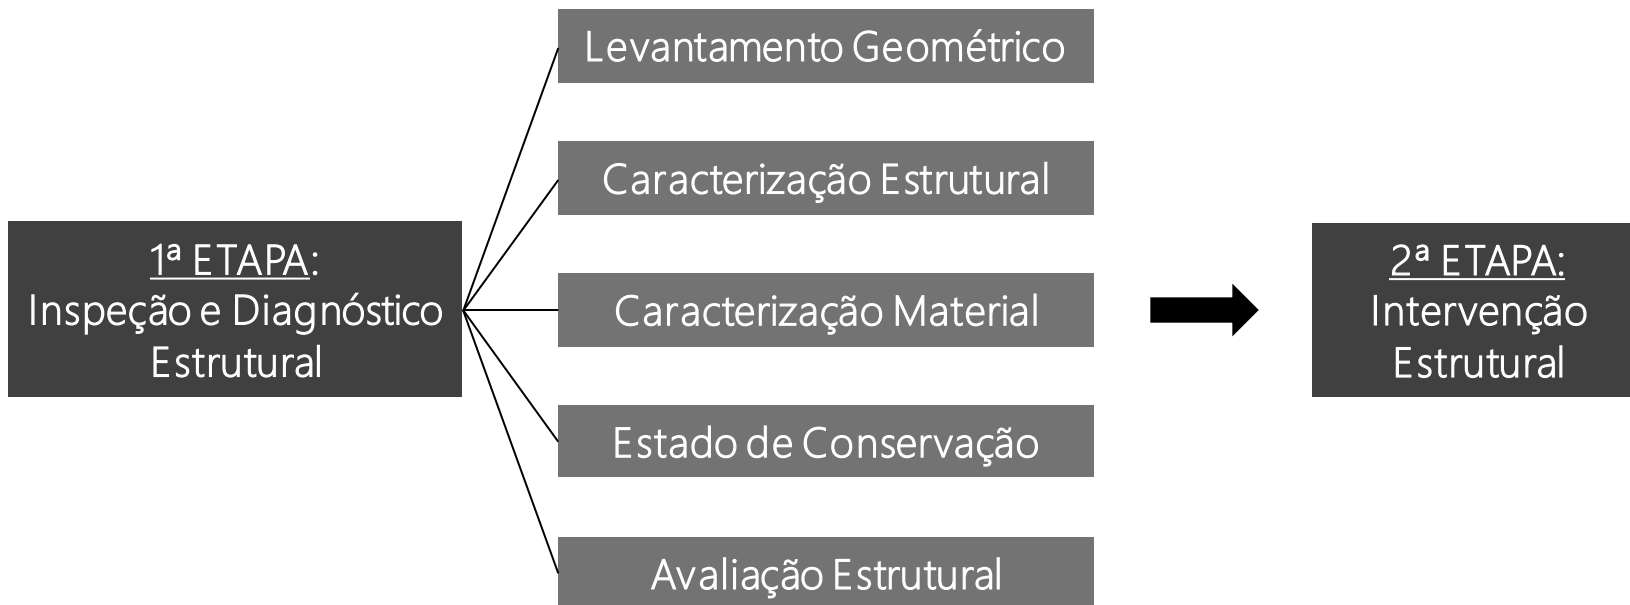 1ª ETAPA:
Inspeção e Diagnóstico
Estrutural
Levantamento Geométrico
Caracterização Estrutural
Caracterização Material
Estado de Conservação
Avaliação Estrutural
2ª ETAPA:
Intervenção
Estrutural